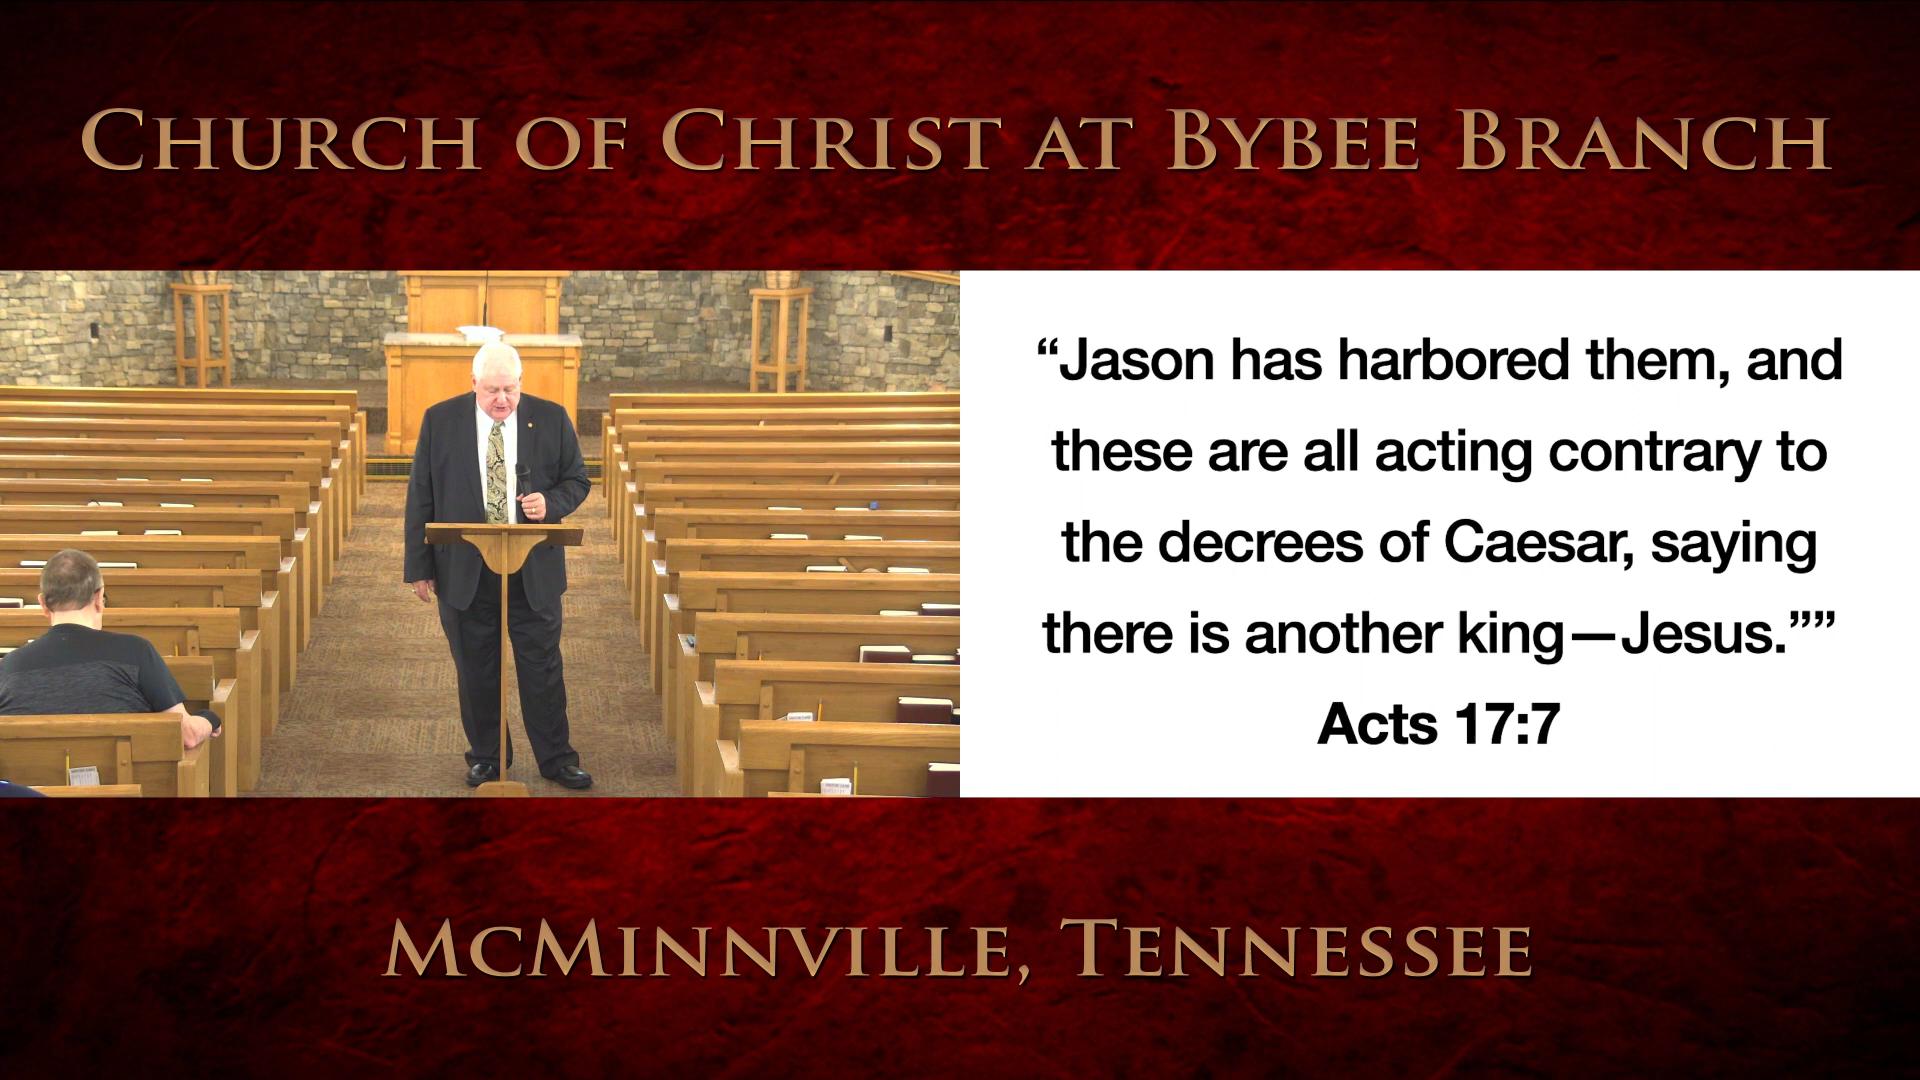 Church of Christ at Bybee Branch
“Jason has harbored them, and
these are all acting contrary to
the decrees of Caesar, saying
there is another king—Jesus.””
Acts 17:7
McMinnville, Tennessee